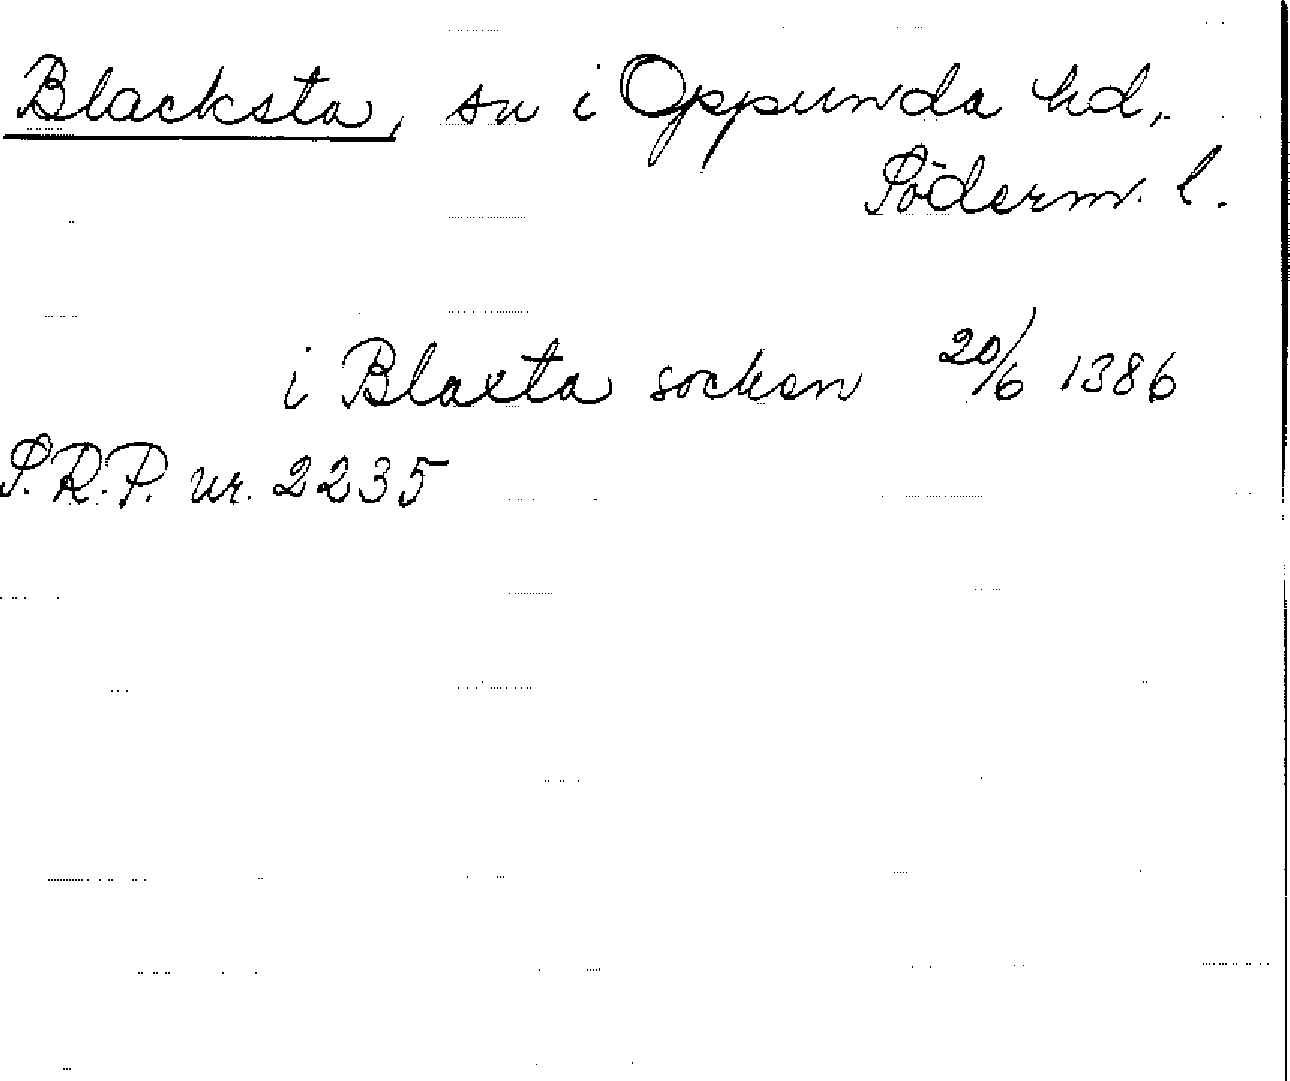 Blacksta, sn i Oppunda hd,
Söderm. l.
i Blaxta socken 20/6 1386
S.R.P. nr. 2235